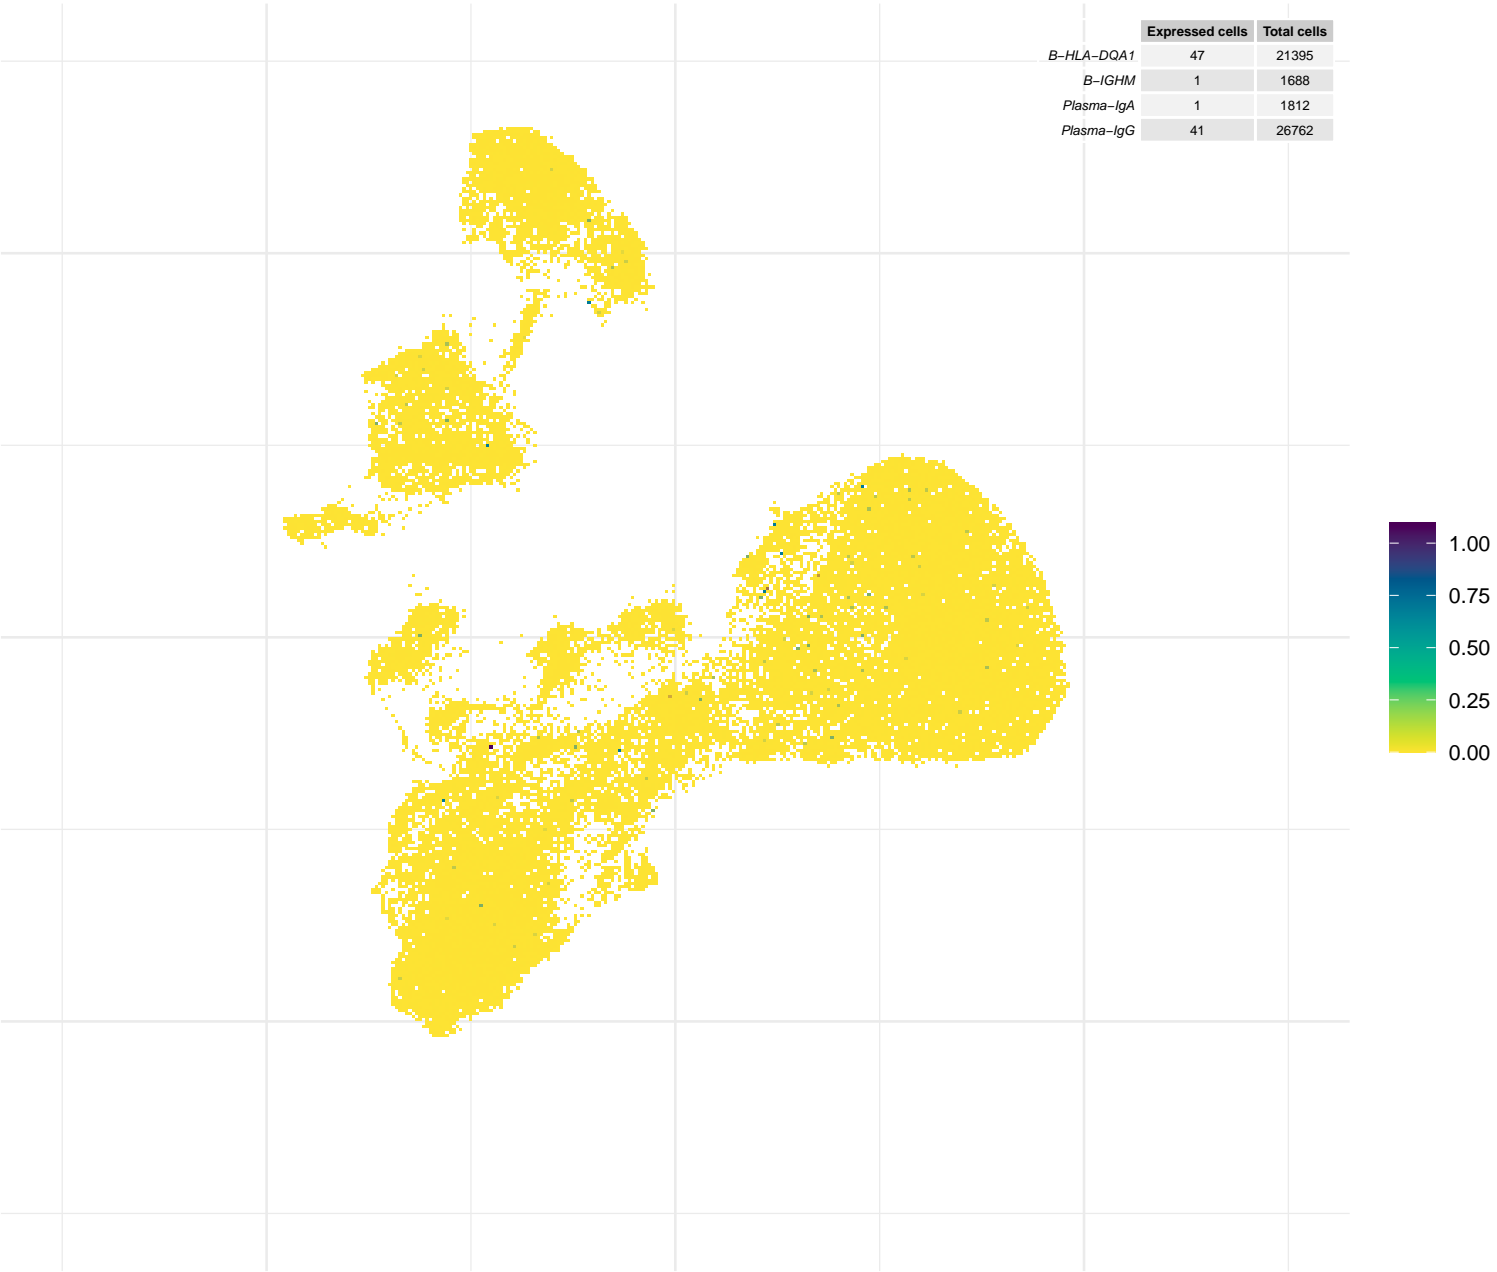 Expressed cells Total cells
B−HLA−DQA1 47 21395
B−IGHM 1 1688
Plasma−IgA 1 1812
Plasma−IgG 41 26762
1.00
0.75
0.50
0.25
0.00